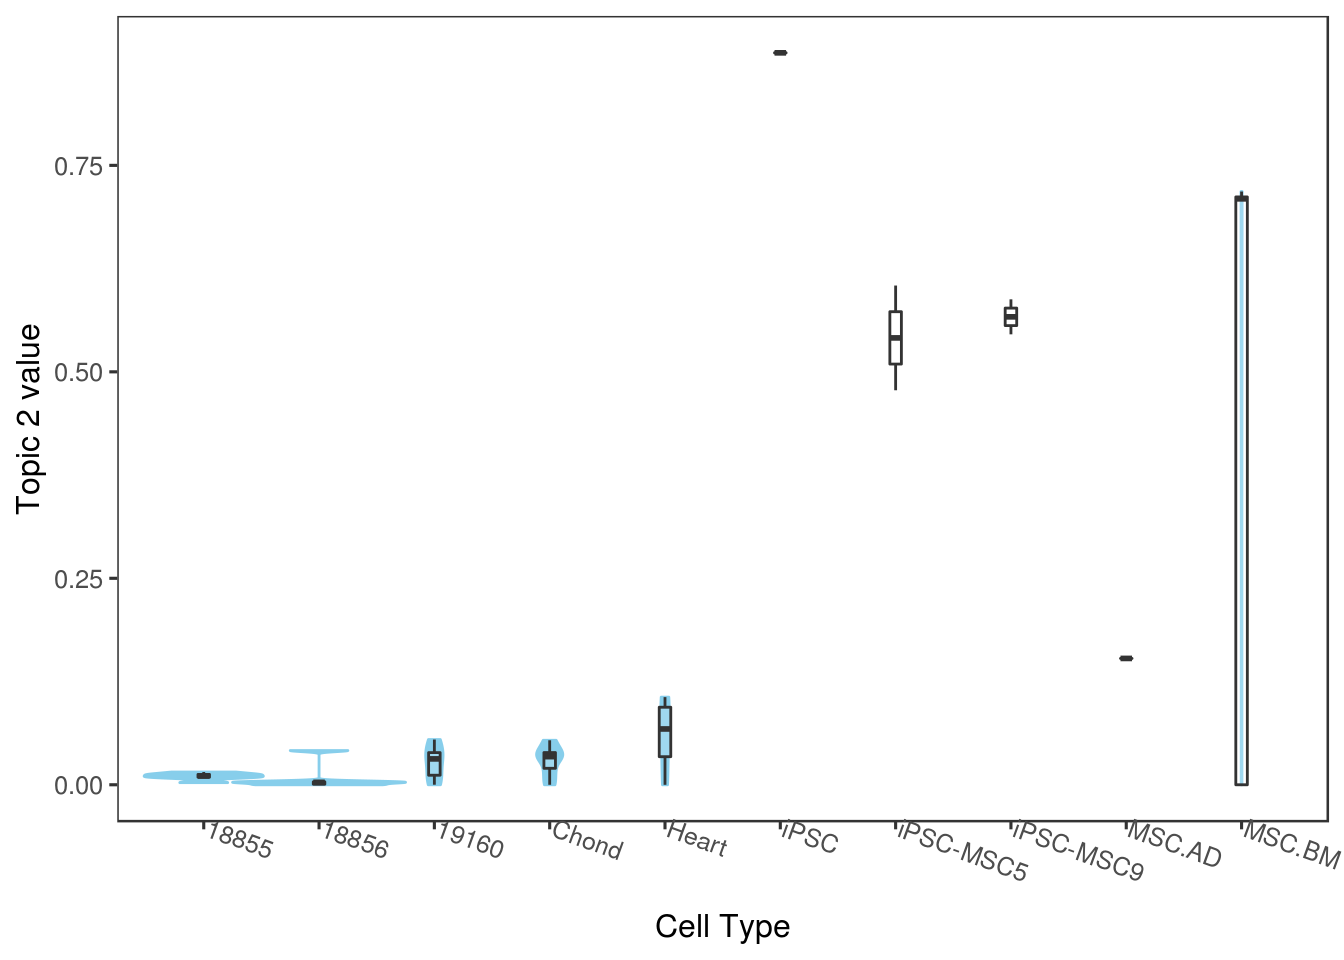 0.75
0.50
0.25
0.00
Topic 2 value
18855
18856
19160
Chond
Heart
iPSC
iPSC-MSC5
iPSC-MSC9
MSC.AD
MSC.BM
Cell Type